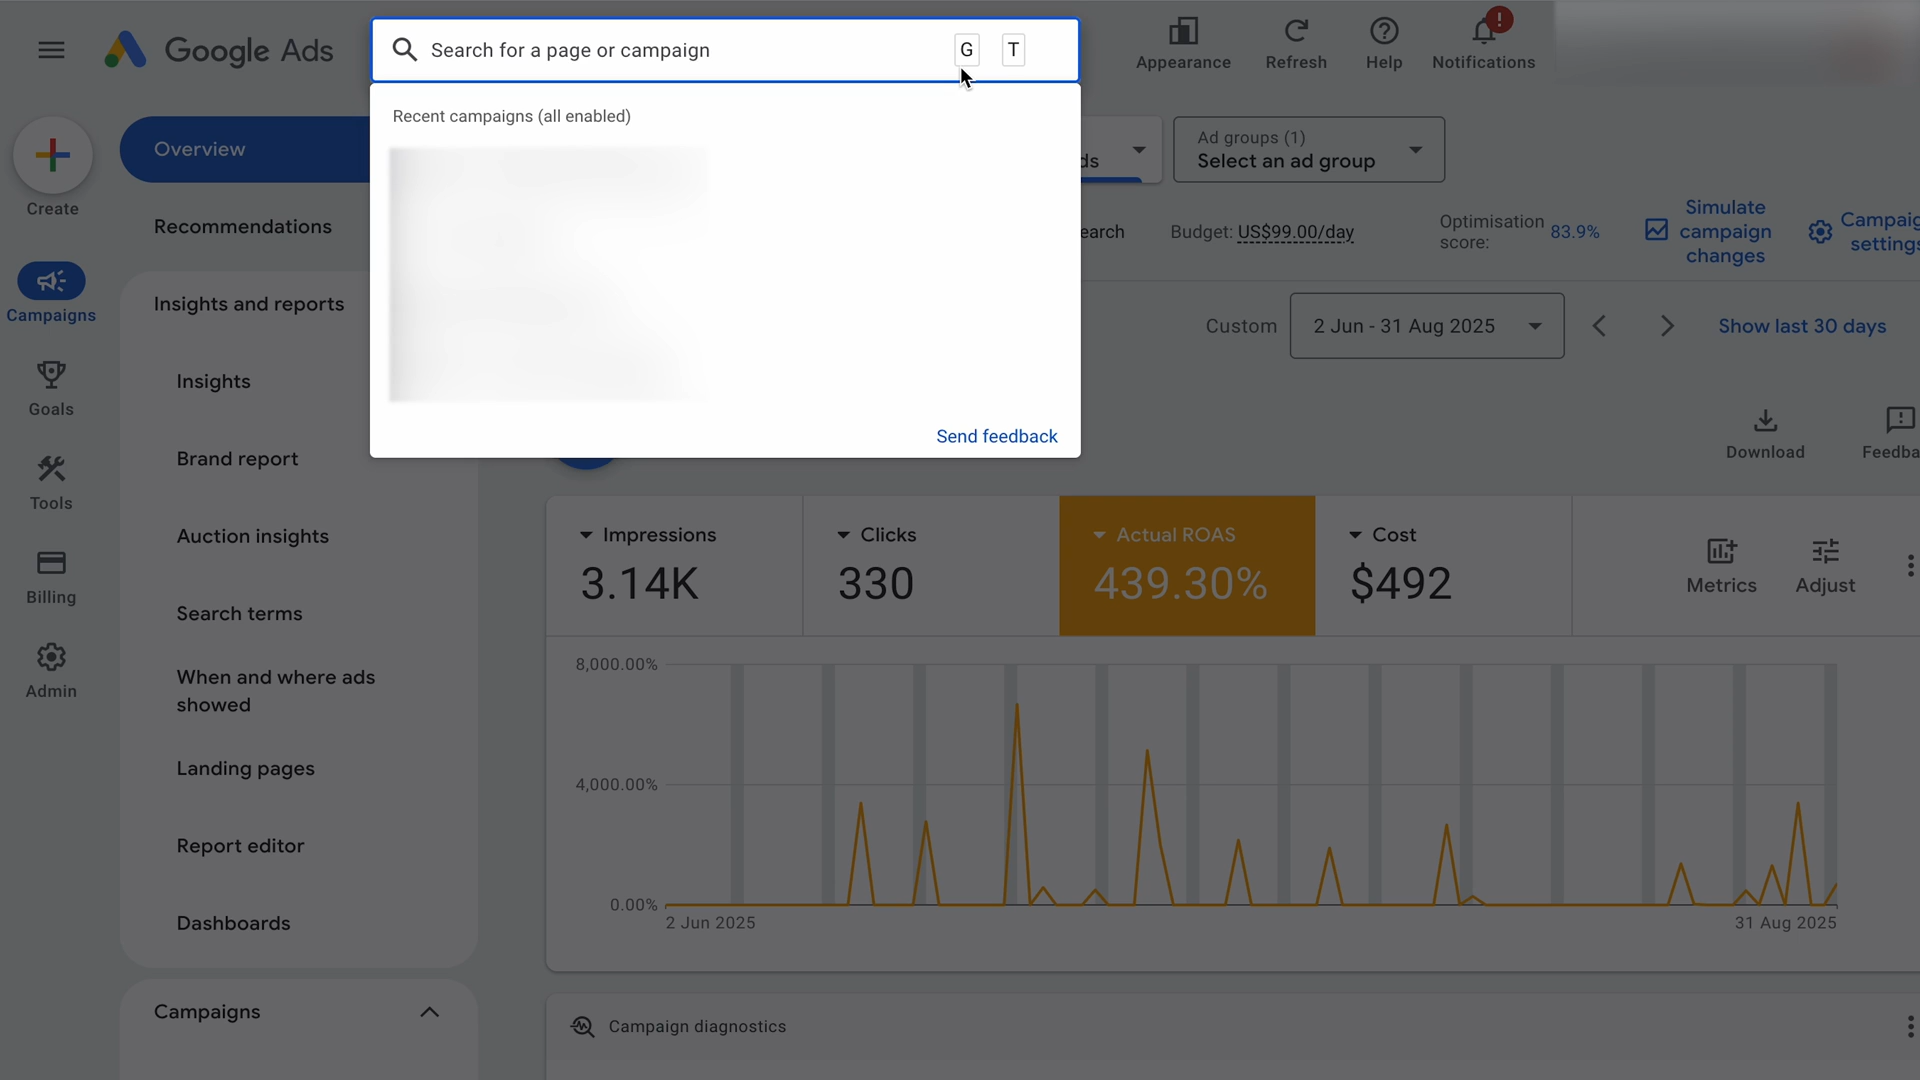 Google Ads
Search for a page or campaign
G T
Appearance
Refresh
Help
!
Notifications
Recent campaigns (all enabled)
Send feedback
Create
Campaigns
Goals
Tools
Billing
Admin
Overview
Recommendations
Insights and reports
Insights
Brand report
Auction insights
Search terms
When and where ads
showed
Landing pages
Report editor
Dashboards
Campaigns
ds
Ad groups (1)
Select an ad group
earch
Budget: US$99.00/day
Optimisation
score:
83.9%
Simulate
campaign
changes
Campaig
settings
Custom
2 Jun - 31 Aug 2025
Show last 30 days
Download
Feedba
Impressions
3.14K
Clicks
330
Actual ROAS
439.30%
Cost
$492
Metrics
Adjust
8,000.00%
4,000.00%
0.00%
2 Jun 2025
31 Aug 2025
Campaign diagnostics